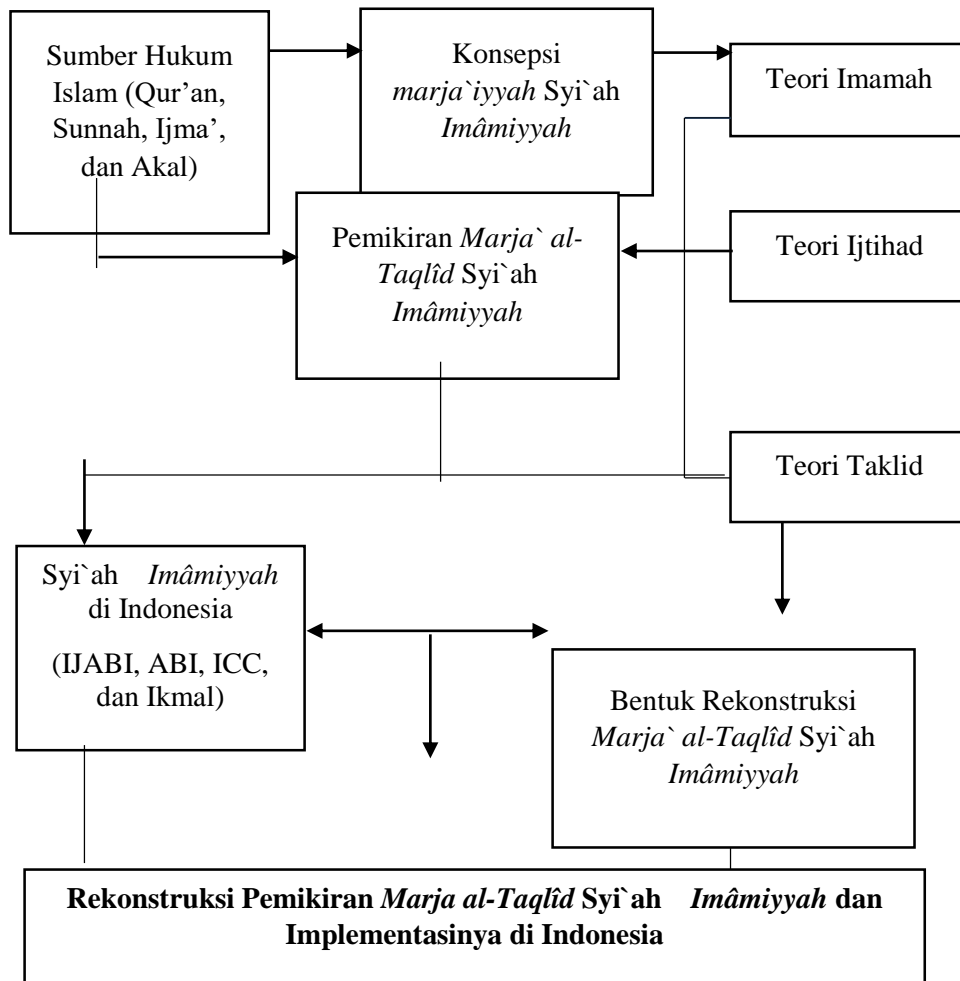 Sumber Hukum
Islam (Qur’an,
Sunnah, Ijma’,
dan Akal)
Konsepsi
marja`iyyah Syi`ah
Imâmiyyah
Teori Imamah
Pemikiran Marja` al-
Taqlîd Syi`ah
Imâmiyyah
Teori Ijtihad
Teori Taklid
Syi`ah Imâmiyyah
di Indonesia
(IJABI, ABI, ICC,
dan Ikmal)
Bentuk Rekonstruksi
Marja` al-Taqlîd Syi`ah
Imâmiyyah
Rekonstruksi Pemikiran Marja al-Taqlîd Syi`ah Imâmiyyah dan
Implementasinya di Indonesia